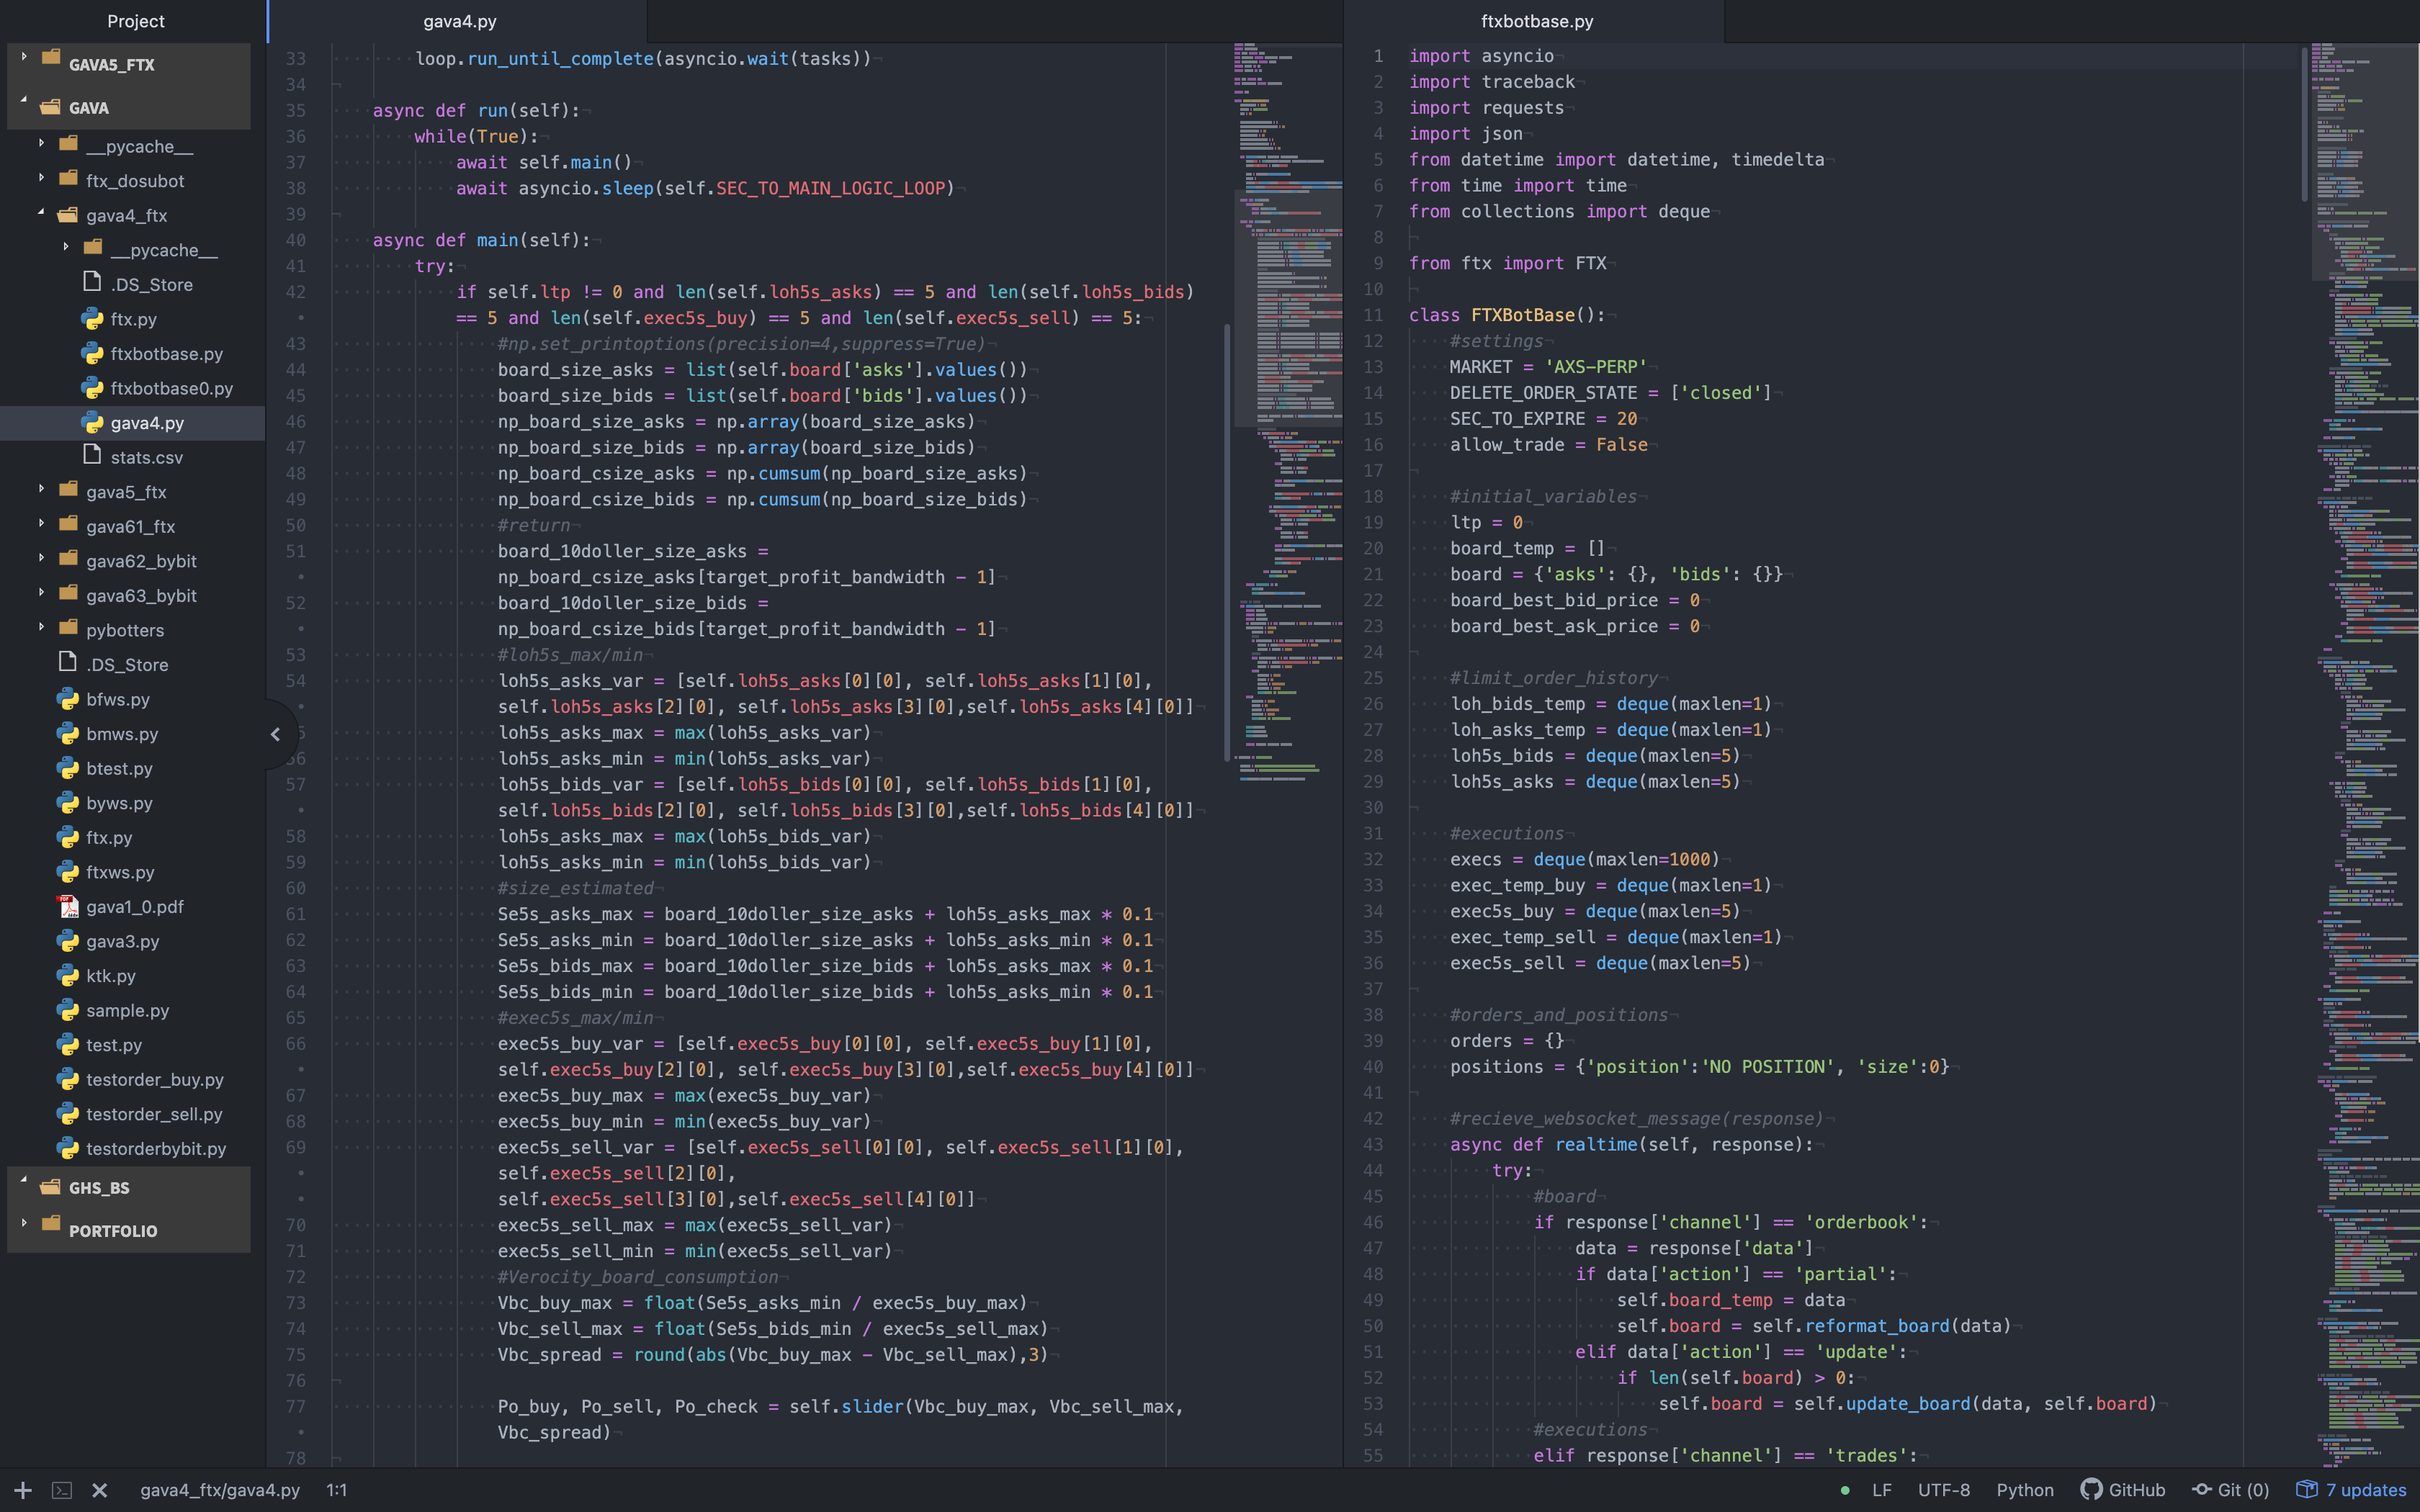 Project
GAVA5_FTX
GAVA
__pycache__
ftx_dosubot
gava4_ftx
__pycache__
.DS_Store
ftx.py
ftxbotbase.py
ftxbotbase0.py
gava4.py
stats.csv
gava5_ftx
gava61_ftx
gava62_bybit
gava63_bybit
pybotters
.DS_Store
bfws.py
bmws.py
btest.py
byws.py
ftx.py
ftxws.py
gava1_0.pdf
gava3.py
ktk.py
sample.py
test.py
testorder_buy.py
testorder_sell.py
testorderbybit.py
GHS_BS
PORTFOLIO
gava4.py
33 loop.run_until_complete(asyncio.wait(tasks))
34
35 async def run(self):
36 while(True):
37 await self.main()
38 await asyncio.sleep(self.SEC_TO_MAIN_LOGIC_LOOP)
39
40 async def main(self):
41 try:
42 if self.ltp != 0 and len(self.loh5s_asks) == 5 and len(self.loh5s_bids)
== 5 and len(self.exec5s_buy) == 5 and len(self.exec5s_sell) == 5:
43 #np.set_printoptions(precision=4,suppress=True)
44 board_size_asks = list(self.board['asks'].values())
45 board_size_bids = list(self.board['bids'].values())
46 np_board_size_asks = np.array(board_size_asks)
47 np_board_size_bids = np.array(board_size_bids)
48 np_board_csize_asks = np.cumsum(np_board_size_asks)
49 np_board_csize_bids = np.cumsum(np_board_size_bids)
50 #return
51 board_10doller_size_asks =
np_board_csize_asks[target_profit_bandwidth - 1]
52 board_10doller_size_bids =
np_board_csize_bids[target_profit_bandwidth - 1]
53 #loh5s_max/min
54 loh5s_asks_var = [self.loh5s_asks[0][0], self.loh5s_asks[1][0],
self.loh5s_asks[2][0], self.loh5s_asks[3][0],self.loh5s_asks[4][0]]
loh5s_asks_max = max(loh5s_asks_var)
56 loh5s_asks_min = min(loh5s_asks_var)
57 loh5s_bids_var = [self.loh5s_bids[0][0], self.loh5s_bids[1][0],
self.loh5s_bids[2][0], self.loh5s_bids[3][0],self.loh5s_bids[4][0]]
58 loh5s_asks_max = max(loh5s_bids_var)
59 loh5s_asks_min = min(loh5s_bids_var)
60 #size_estimated
61 Se5s_asks_max = board_10doller_size_asks + loh5s_asks_max * 0.1
62 Se5s_asks_min = board_10doller_size_asks + loh5s_asks_min * 0.1
63 Se5s_bids_max = board_10doller_size_bids + loh5s_asks_max * 0.1
64 Se5s_bids_min = board_10doller_size_bids + loh5s_asks_min * 0.1
65 #exec5s_max/min
66 exec5s_buy_var = [self.exec5s_buy[0][0], self.exec5s_buy[1][0],
self.exec5s_buy[2][0], self.exec5s_buy[3][0],self.exec5s_buy[4][0]]
67 exec5s_buy_max = max(exec5s_buy_var)
68 exec5s_buy_min = min(exec5s_buy_var)
69 exec5s_sell_var = [self.exec5s_sell[0][0], self.exec5s_sell[1][0],
self.exec5s_sell[2][0],
self.exec5s_sell[3][0],self.exec5s_sell[4][0]]
70 exec5s_sell_max = max(exec5s_sell_var)
71 exec5s_sell_min = min(exec5s_sell_var)
72 #Verocity_board_consumption
73 Vbc_buy_max = float(Se5s_asks_min / exec5s_buy_max)
74 Vbc_sell_max = float(Se5s_bids_min / exec5s_sell_max)
75 Vbc_spread = round(abs(Vbc_buy_max - Vbc_sell_max),3)
76
77 Po_buy, Po_sell, Po_check = self.slider(Vbc_buy_max, Vbc_sell_max,
Vbc_spread)
78
ftxbotbase.py
1 import asyncio
2 import traceback
3 import requests
4 import json
5 from datetime import datetime, timedelta
6 from time import time
7 from collections import deque
8
9 from ftx import FTX
10
11 class FTXBotBase():
12 #settings
13 MARKET = 'AXS-PERP'
14 DELETE_ORDER_STATE = ['closed']
15 SEC_TO_EXPIRE = 20
16 allow_trade = False
17
18 #initial_variables
19 ltp = 0
20 board_temp = []
21 board = {'asks': {}, 'bids': {}}
22 board_best_bid_price = 0
23 board_best_ask_price = 0
24
25 #limit_order_history
26 loh_bids_temp = deque(maxlen=1)
27 loh_asks_temp = deque(maxlen=1)
28 loh5s_bids = deque(maxlen=5)
29 loh5s_asks = deque(maxlen=5)
30
31 #executions
32 execs = deque(maxlen=1000)
33 exec_temp_buy = deque(maxlen=1)
34 exec5s_buy = deque(maxlen=5)
35 exec_temp_sell = deque(maxlen=1)
36 exec5s_sell = deque(maxlen=5)
37
38 #orders_and_positions
39 orders = {}
40 positions = {'position':'NO POSITION', 'size':0}
41
42 #recieve_websocket_message(response)
43 async def realtime(self, response):
44 try:
45 #board
46 if response['channel'] == 'orderbook':
47 data = response['data']
48 if data['action'] == 'partial':
49 self.board_temp = data
50 self.board = self.reformat_board(data)
51 elif data['action'] == 'update':
52 if len(self.board) > 0:
53 self.board = self.update_board(data, self.board)
54 #executions
55 elif response['channel'] == 'trades':
gava4_ftx/gava4.py 1:1
LF UTF-8 Python GitHub Git (0) 7 updates